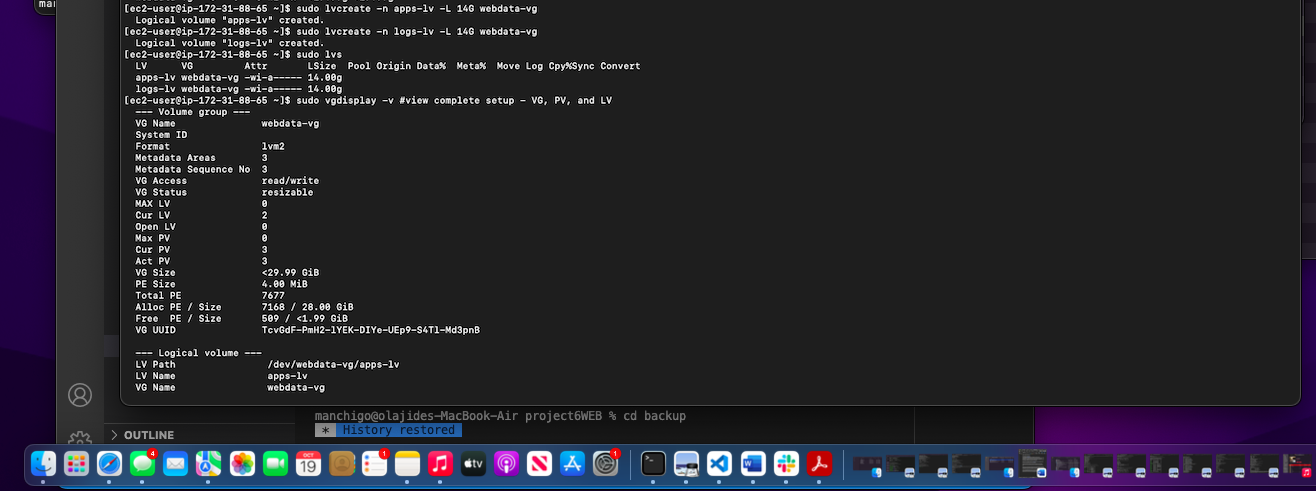 mar
[ec2-user@ip-172-31-88-65 ~]$ sudo lvcreate -n apps-lv -L 14G webdata-vg
  Logical volume "apps-lv" created.
[ec2-user@ip-172-31-88-65 ~]$ sudo lvcreate -n logs-lv -L 14G webdata-vg
  Logical volume "logs-lv" created.
[ec2-user@ip-172-31-88-65 ~]$ sudo lvs
  LV      VG         Attr       LSize  Pool Origin Data%  Meta%  Move Log Cpy%Sync Convert
  apps-lv webdata-vg -wi-a----- 14.00g
  logs-lv webdata-vg -wi-a----- 14.00g
[ec2-user@ip-172-31-88-65 ~]$ sudo vgdisplay -v #view complete setup - VG, PV, and LV
  --- Volume group ---
  VG Name               webdata-vg
  System ID
  Format                lvm2
  Metadata Areas        3
  Metadata Sequence No  3
  VG Access             read/write
  VG Status             resizable
  MAX LV                0
  Cur LV                2
  Open LV               0
  Max PV                0
  Cur PV                3
  Act PV                3
  VG Size               <29.99 GiB
  PE Size               4.00 MiB
  Total PE              7677
  Alloc PE / Size       7168 / 28.00 GiB
  Free  PE / Size       509 / <1.99 GiB
  VG UUID               TcvGdF-PmH2-lYEK-DIYe-UEp9-S4Tl-Md3pnB
  --- Logical volume ---
  LV Path                /dev/webdata-vg/apps-lv
  LV Name                apps-lv
  VG Name                webdata-vg
manchigo@olajides-MacBook-Air project6WEB % cd backup
* History restored
OUTLINE
4
OCT
19
1
tv
1